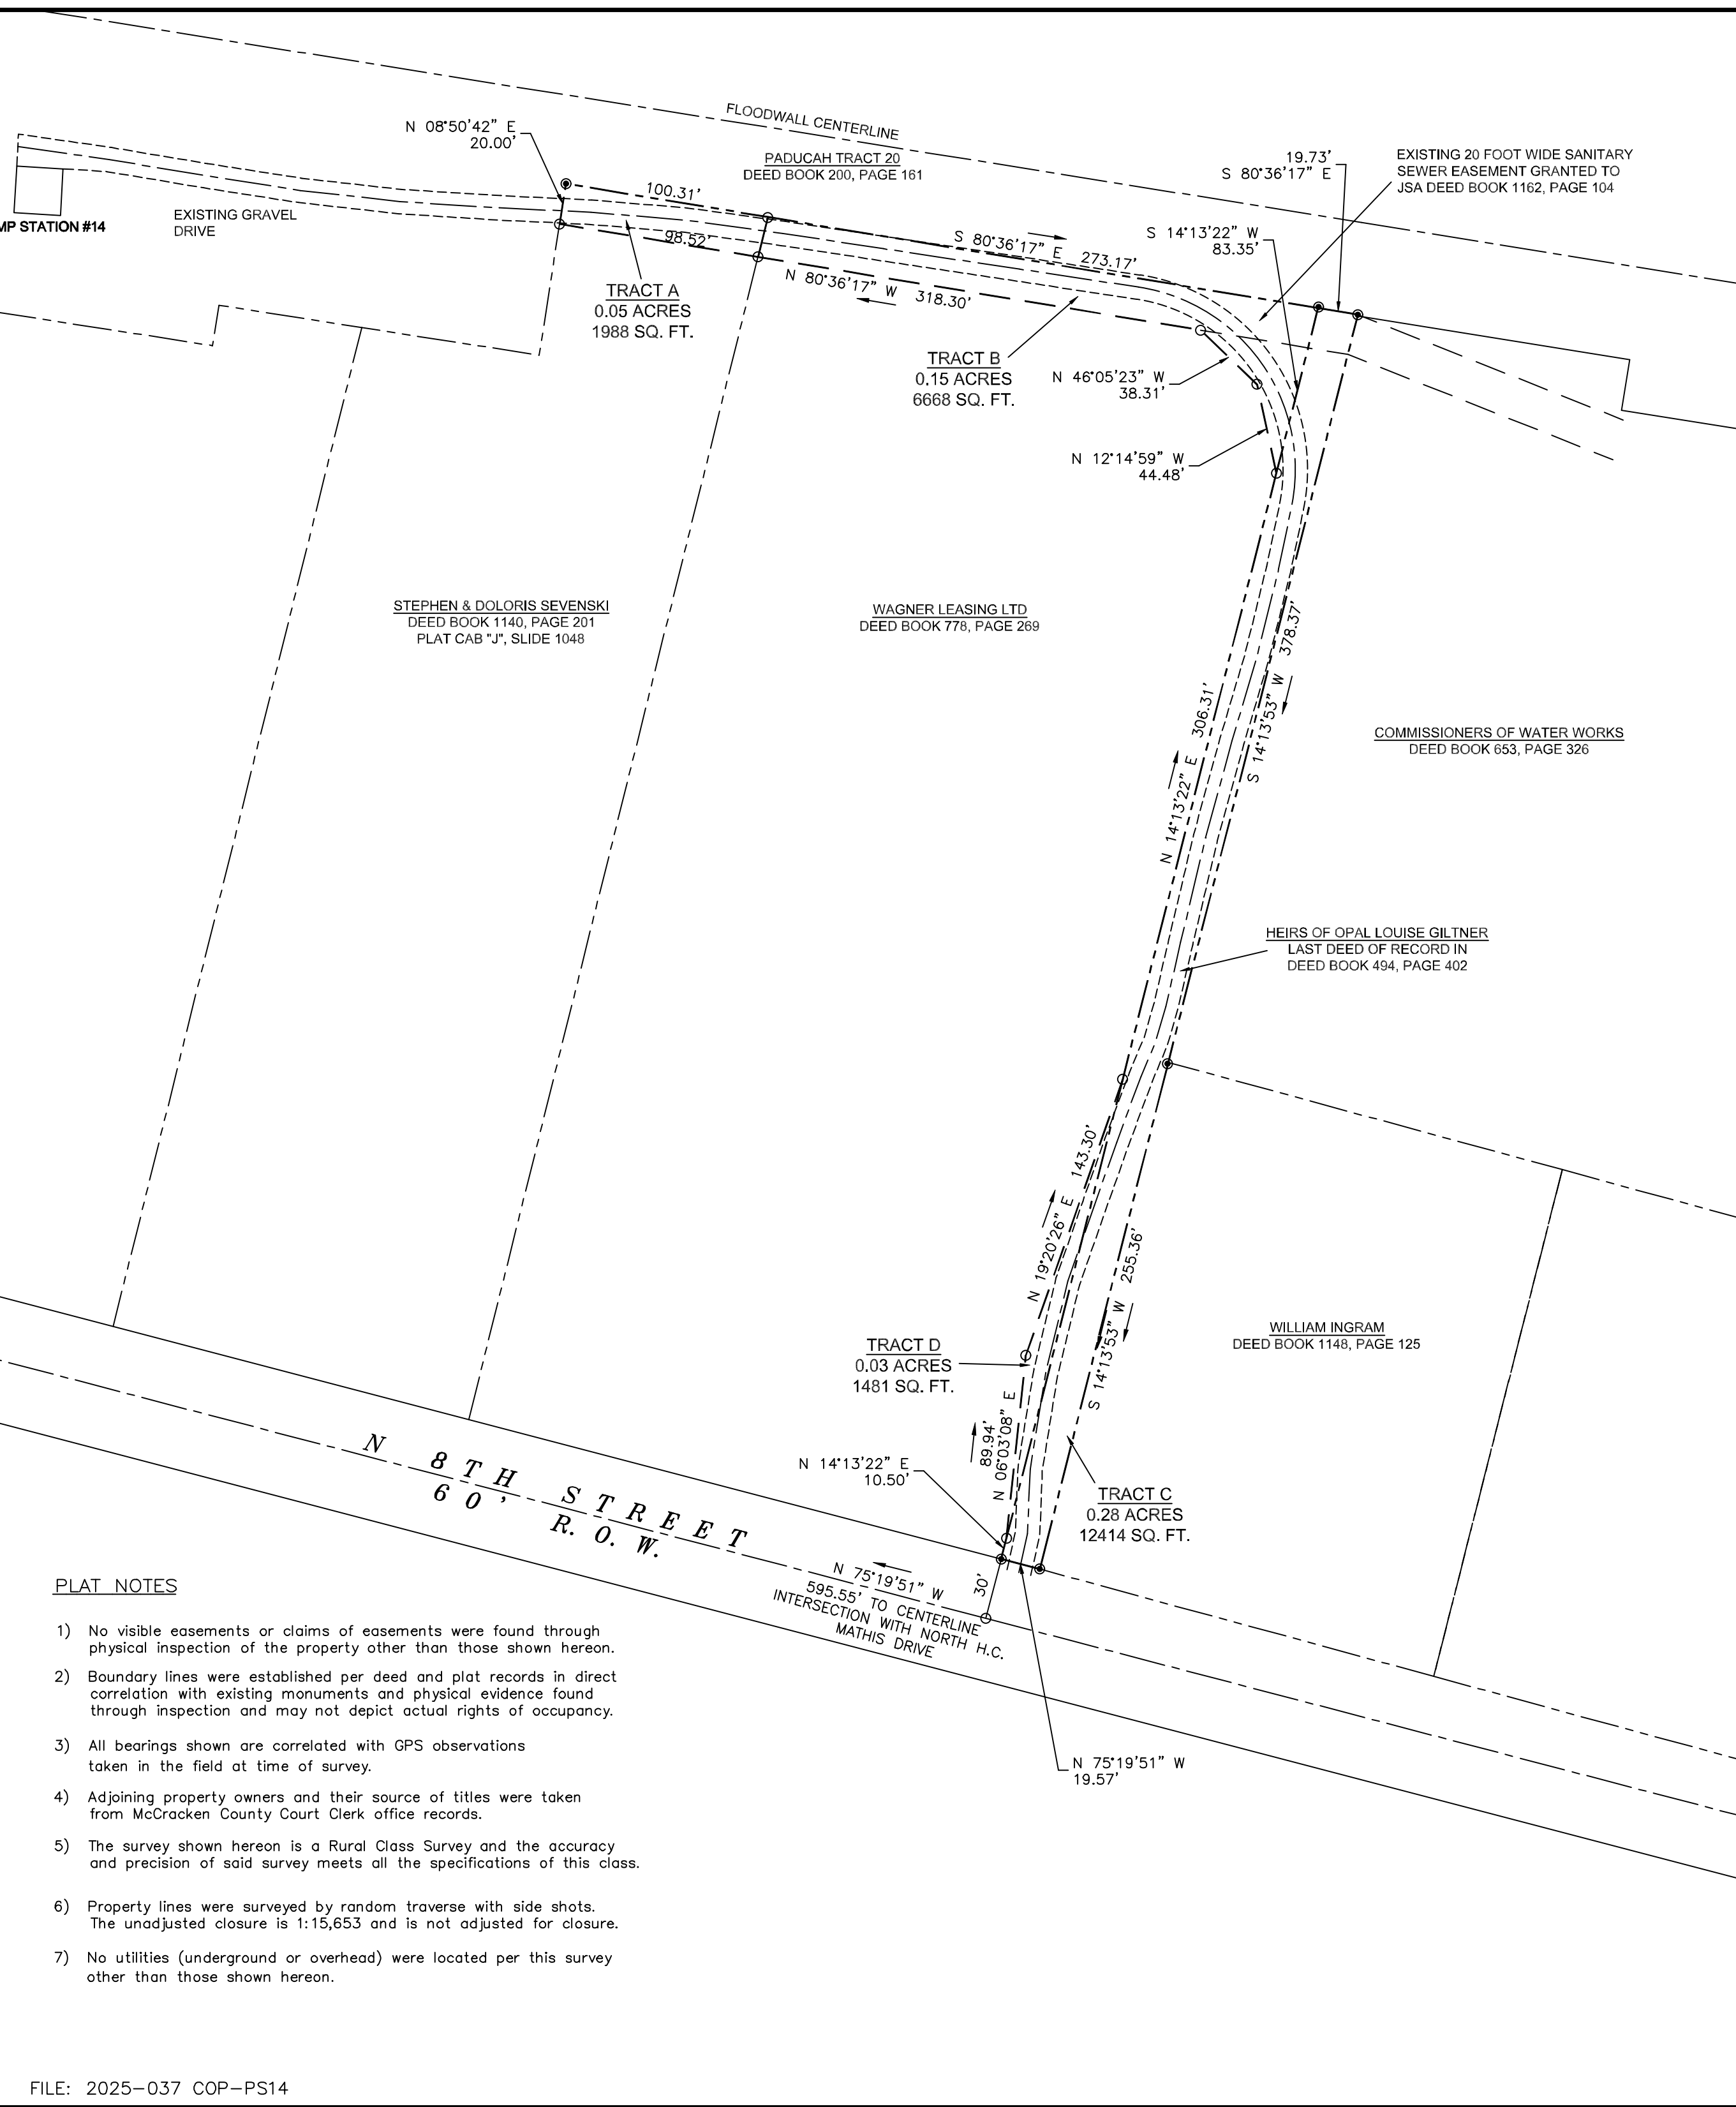 FLOODWALL CENTERLINE
N 08°50'42" E
20.00'
PADUCAH TRACT 20
DEED BOOK 200, PAGE 161
19.73'
S 80°36'17" E
EXISTING 20 FOOT WIDE SANITARY
SEWER EASEMENT GRANTED TO
JSA DEED BOOK 1162, PAGE 104
MP STATION #14
EXISTING GRAVEL
DRIVE
100.31'
98.52'
S 80°36'17" E 273.17'
S 14°13'22" W
83.35'
N 80°36'17" W 318.30'
TRACT A
0.05 ACRES
1988 SQ. FT.
TRACT B
0.15 ACRES
6668 SQ. FT.
N 46°05'23" W
38.31'
N 12°14'59" W
44.48'
STEPHEN & DOLORIS SEVENSKI
DEED BOOK 1140, PAGE 201
PLAT CAB "J", SLIDE 1048
WAGNER LEASING LTD
DEED BOOK 778, PAGE 269
N 14°13'22" E 306.31'
S 14°13'53" W 378.37'
COMMISSIONERS OF WATER WORKS
DEED BOOK 653, PAGE 326
HEIRS OF OPAL LOUISE GILTNER
LAST DEED OF RECORD IN
DEED BOOK 494, PAGE 402
N 19°20'26" E 143.30'
S 14°13'53" W 255.36'
WILLIAM INGRAM
DEED BOOK 1148, PAGE 125
TRACT D
0.03 ACRES
1481 SQ. FT.
89.94'
N 06°03'08" E
N 14°13'22" E
10.50'
TRACT C
0.28 ACRES
12414 SQ. FT.
N 8TH STREET
60' R.O.W.
30'
N 75°19'51" W
595.55' TO CENTERLINE
INTERSECTION WITH NORTH H.C.
MATHIS DRIVE
N 75°19'51" W
19.57'
PLAT NOTES
1) No visible easements or claims of easements were found through
physical inspection of the property other than those shown hereon.
2) Boundary lines were established per deed and plat records in direct
correlation with existing monuments and physical evidence found
through inspection and may not depict actual rights of occupancy.
3) All bearings shown are correlated with GPS observations
taken in the field at time of survey.
4) Adjoining property owners and their source of titles were taken
from McCracken County Court Clerk office records.
5) The survey shown hereon is a Rural Class Survey and the accuracy
and precision of said survey meets all the specifications of this class.
6) Property lines were surveyed by random traverse with side shots.
The unadjusted closure is 1:15,653 and is not adjusted for closure.
7) No utilities (underground or overhead) were located per this survey
other than those shown hereon.
FILE: 2025-037 COP-PS14